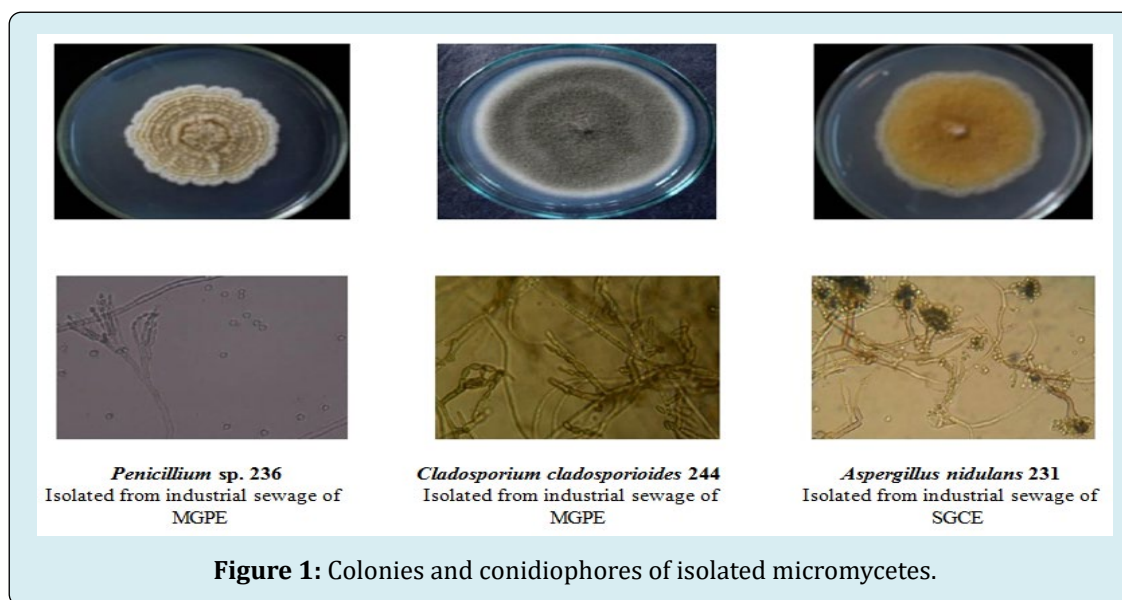 Penicillium sp. 236
Isolated from industrial sewage of
MGPE
Cladosporium cladosporioides 244
Isolated from industrial sewage of
MGPE
Aspergillus nidulans 231
Isolated from industrial sewage of
SGCE
Figure 1: Colonies and conidiophores of isolated micromycetes.